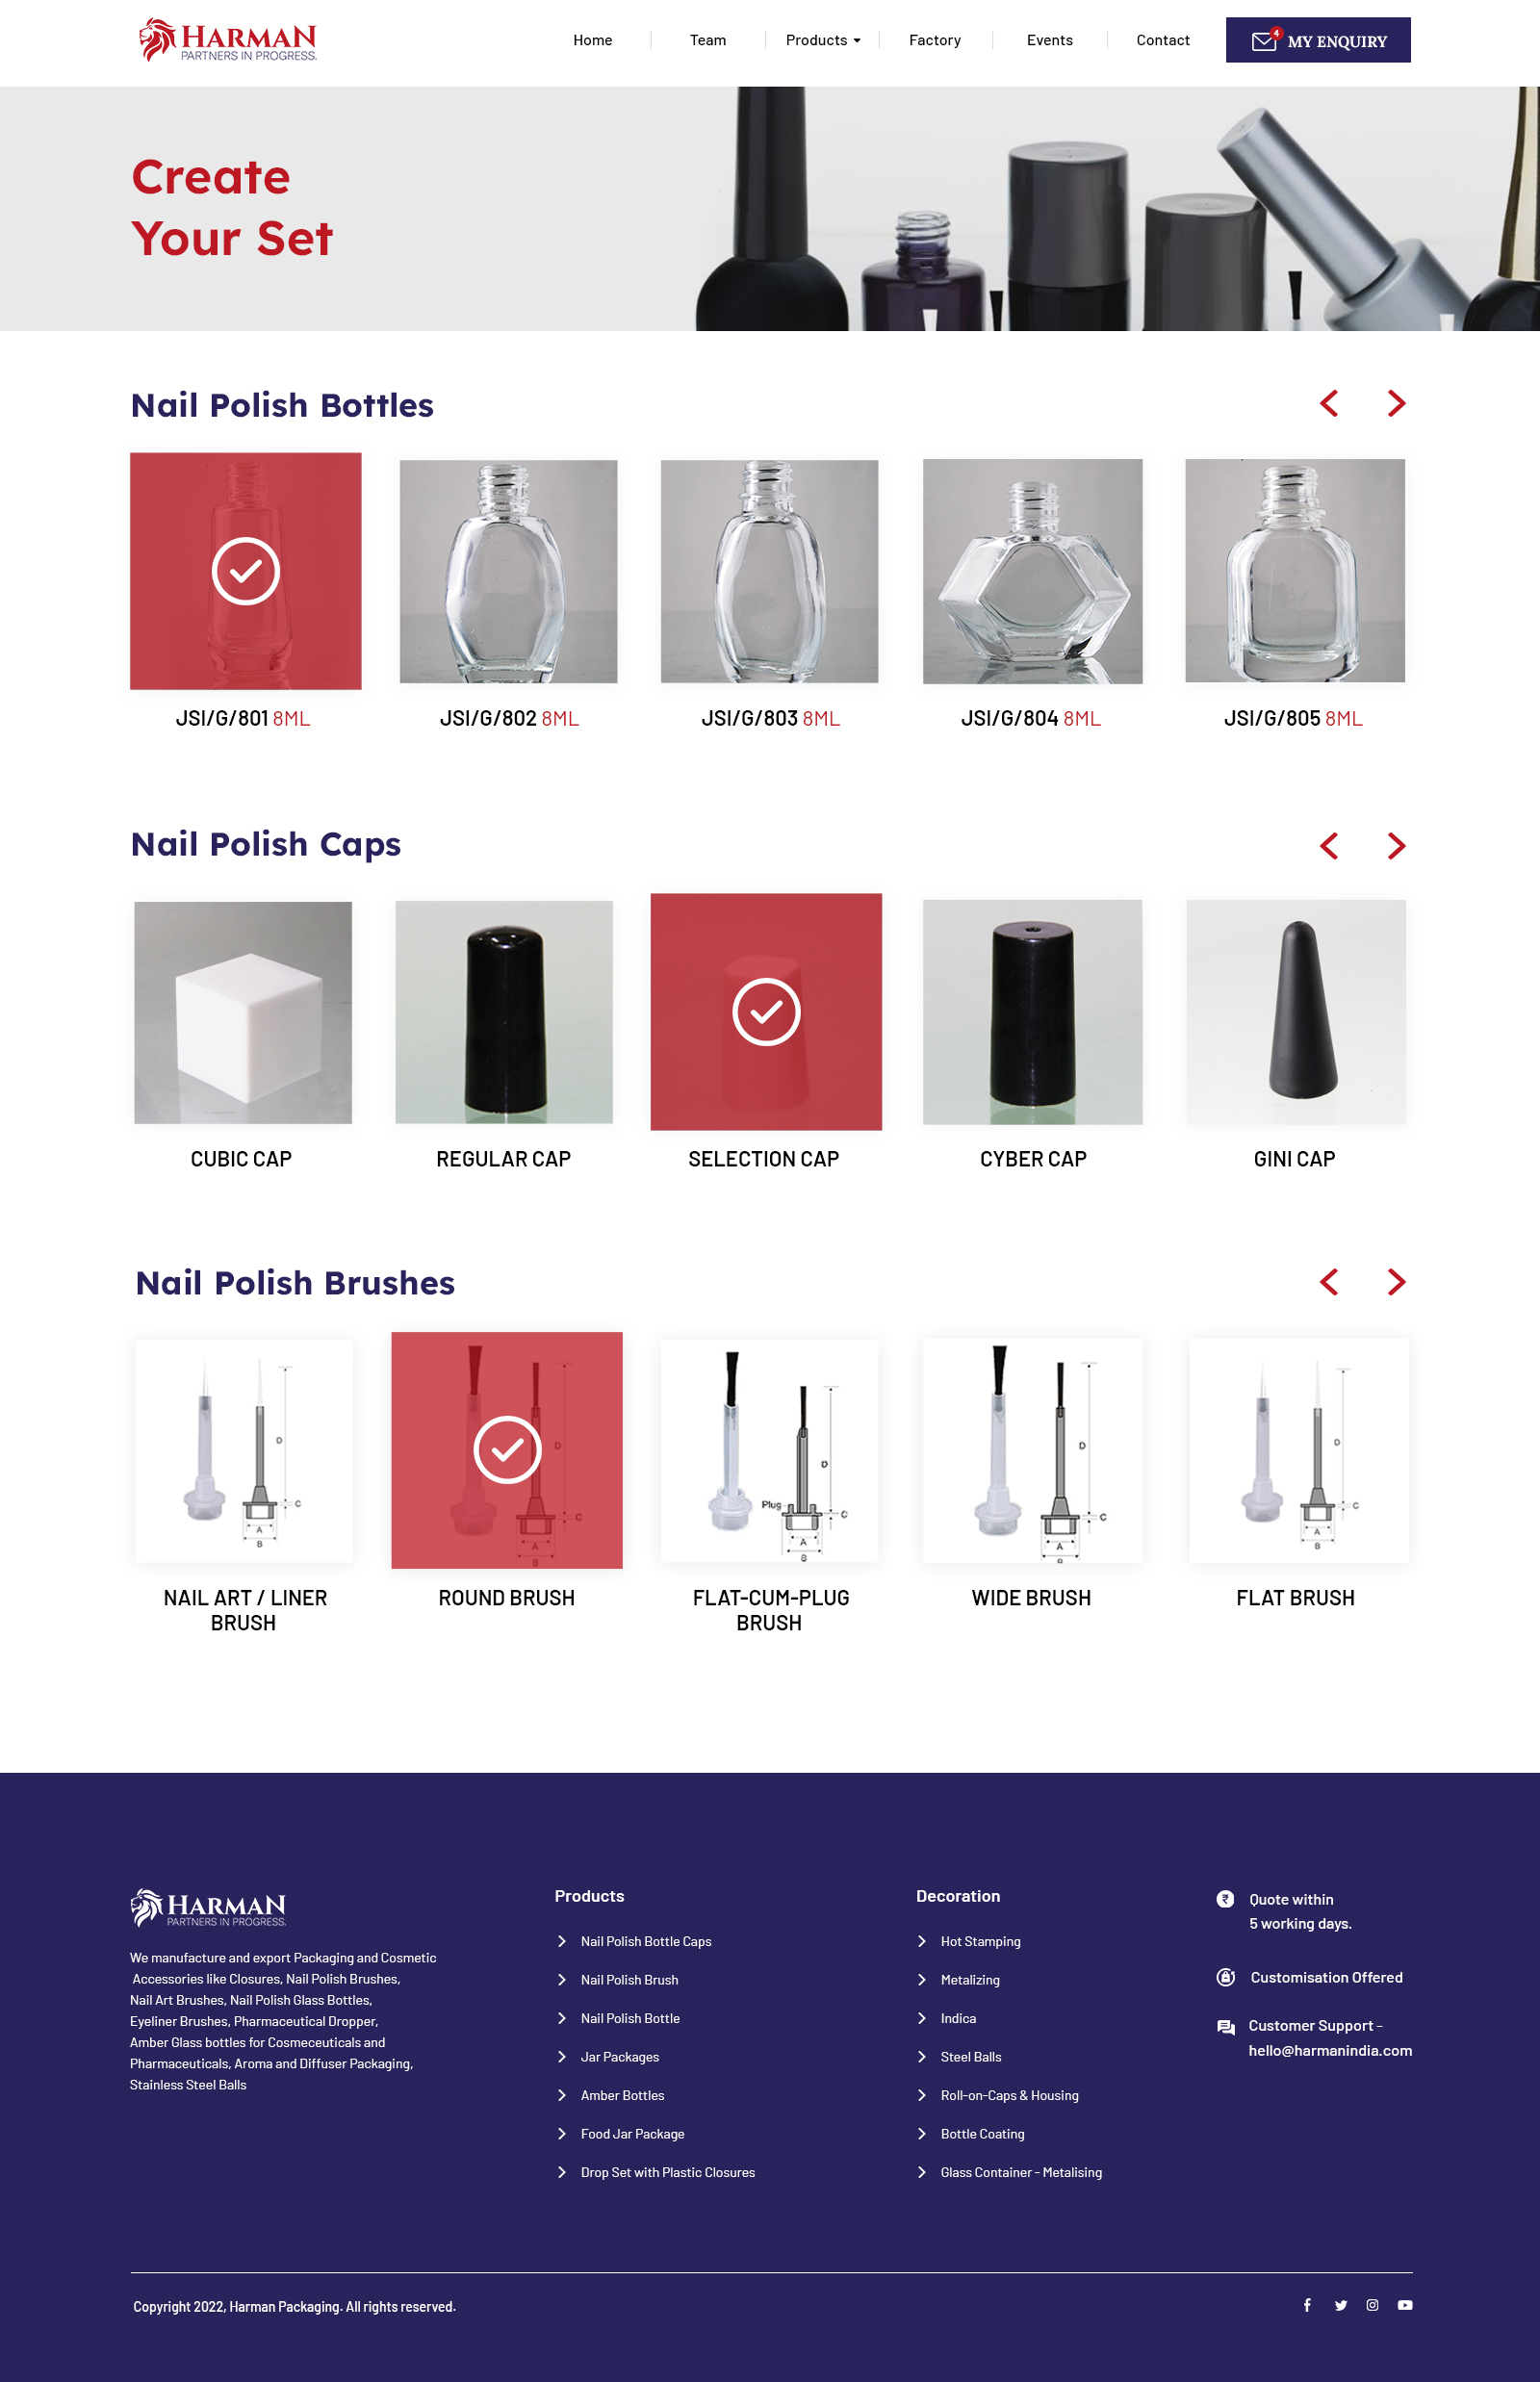 HARMAN
PARTNERS IN PROGRESS.
Home
Team
Products
Factory
Events
Contact
4
MY ENQUIRY
Create
Your Set
Nail Polish Bottles
JSI/G/801 8ML
JSI/G/802 8ML
JSI/G/803 8ML
JSI/G/804 8ML
JSI/G/805 8ML
Nail Polish Caps
CUBIC CAP
REGULAR CAP
SELECTION CAP
CYBER CAP
GINI CAP
Nail Polish Brushes
D
C
A
B
D
C
A
B
D
Plug
C
A
B
D
C
A
B
D
C
A
B
NAIL ART / LINER
BRUSH
ROUND BRUSH
FLAT-CUM-PLUG
BRUSH
WIDE BRUSH
FLAT BRUSH
HARMAN
PARTNERS IN PROGRESS.
We manufacture and export Packaging and Cosmetic
Accessories like Closures, Nail Polish Brushes,
Nail Art Brushes, Nail Polish Glass Bottles,
Eyeliner Brushes, Pharmaceutical Dropper,
Amber Glass bottles for Cosmeceuticals and
Pharmaceuticals, Aroma and Diffuser Packaging,
Stainless Steel Balls
Products
Nail Polish Bottle Caps
Nail Polish Brush
Nail Polish Bottle
Jar Packages
Amber Bottles
Food Jar Package
Drop Set with Plastic Closures
Decoration
Hot Stamping
Metalizing
Indica
Steel Balls
Roll-on-Caps & Housing
Bottle Coating
Glass Container - Metalising
₹
Quote within
5 working days.
Customisation Offered
Customer Support –
hello@harmanindia.com
Copyright 2022, Harman Packaging. All rights reserved.